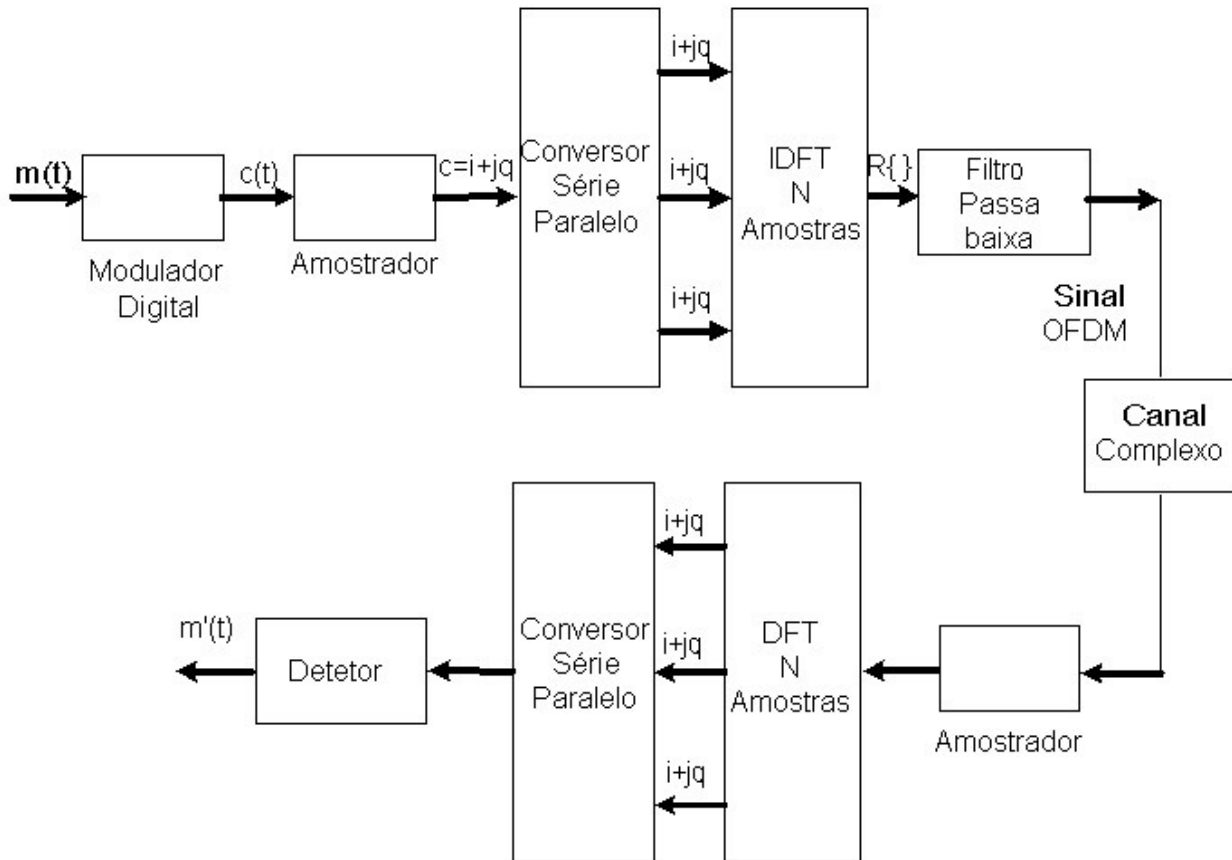 m(t)
Modulador
Digital
c(t)
Amostrador
c=i+jq
Conversor
Série
Paralelo
i+jq
i+jq
i+jq
IDFT
N
Amostras
R{ }
Filtro
Passa
baixa
Sinal
OFDM
Canal
Complexo
Amostrador
DFT
N
Amostras
i+jq
i+jq
i+jq
Conversor
Série
Paralelo
Detetor
m'(t)